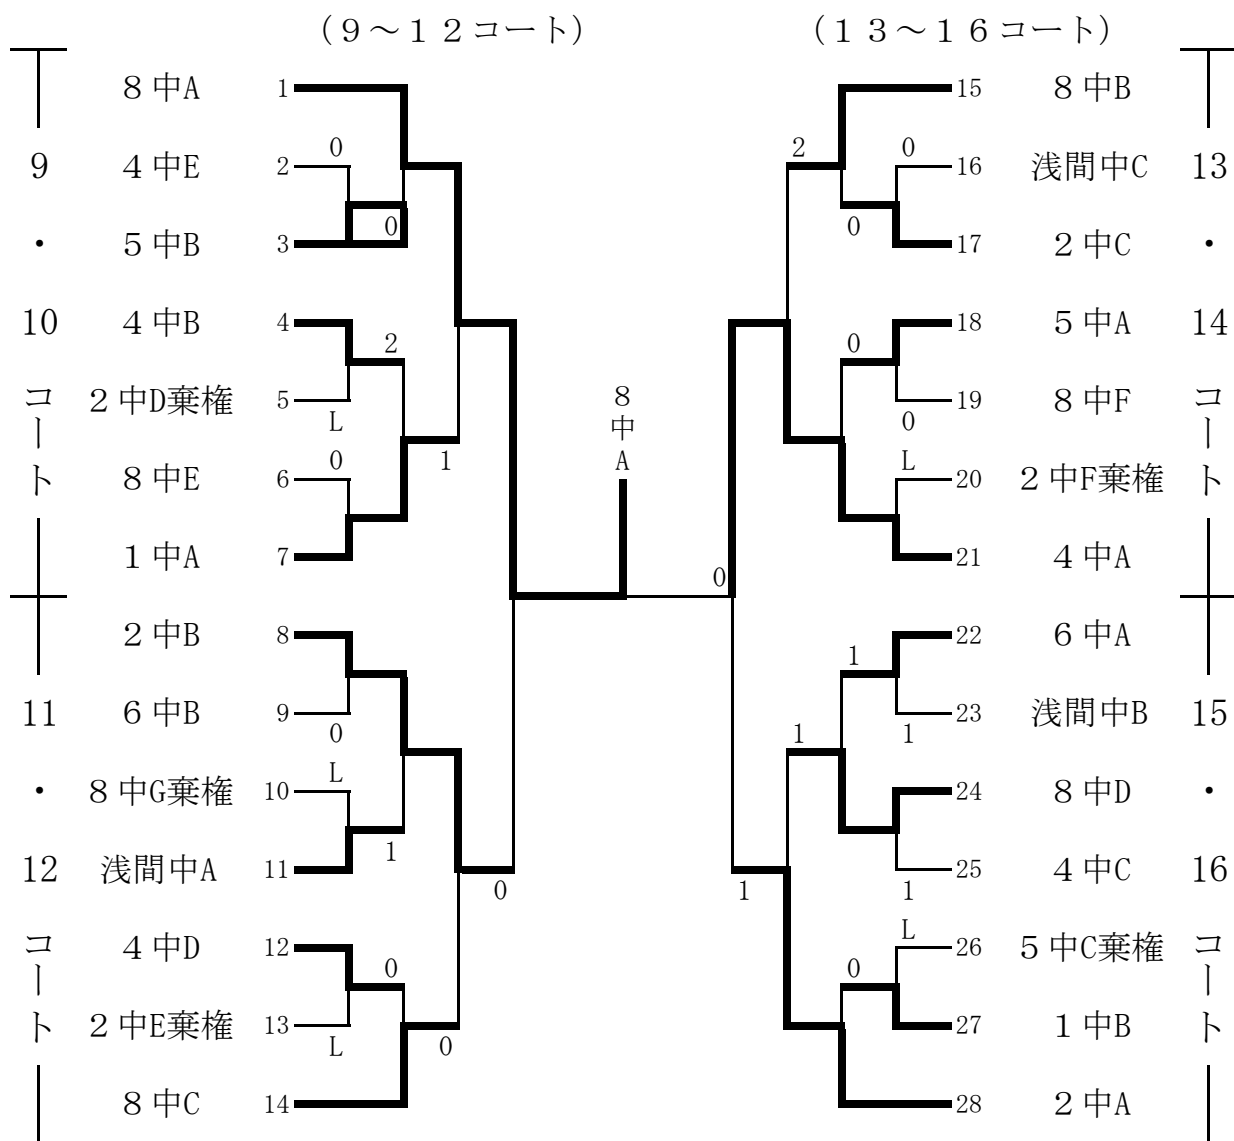 (９～１２コート)
(１３～１６コート)
９・10コート
８中A 1
４中E 2
0
５中B 3
0
４中B 4
2
２中D棄権 5
L
８中E 6
0
１中A 7
1
11・12コート
２中B 8
６中B 9
0
８中G棄権 10
L
浅間中A 11
1
0
４中D 12
0
２中E棄権 13
L
0
８中C 14
８中A
0
13・14コート
15 ８中B
2
0
16 浅間中C
0
17 ２中C
0
18 ５中A
19 ８中F
0
L
20 ２中F棄権
21 ４中A
15・16コート
22 ６中A
1
23 浅間中B
1
1
24 ８中D
25 ４中C
1
1
L
26 ５中C棄権
0
27 １中B
28 ２中A